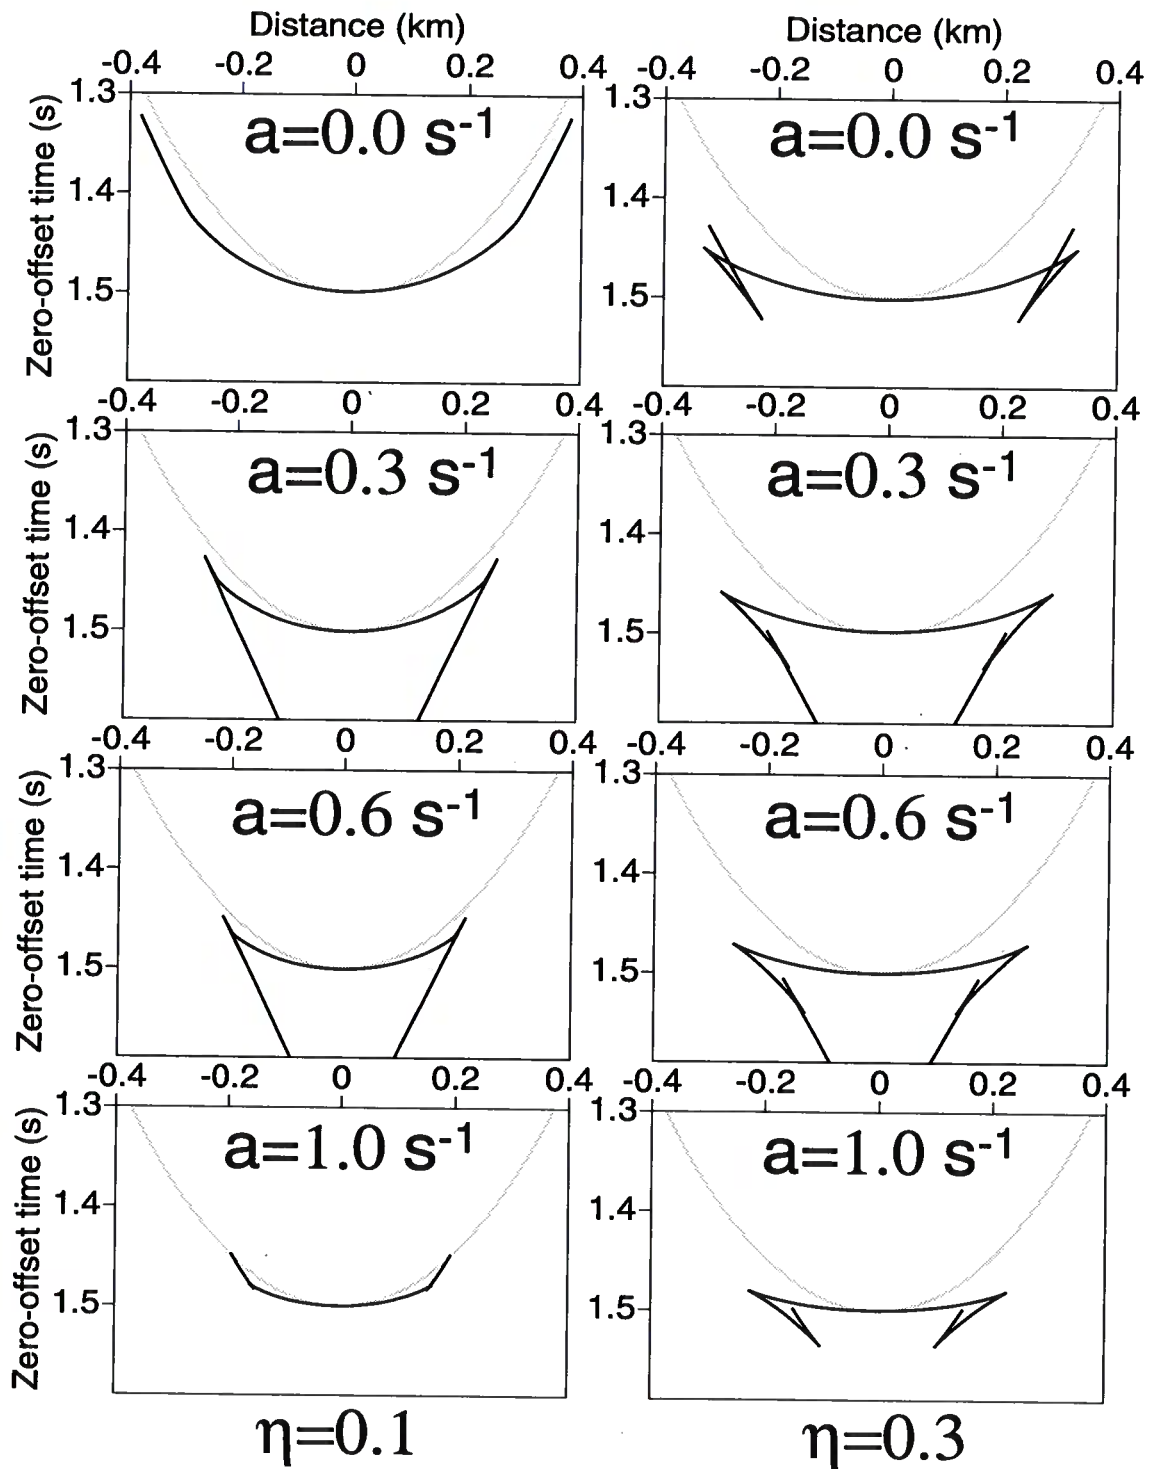 Distance (km) Distance (km)
-0.4 -0.2 0 0.2 0.4 -0.4 -0.2 0 0.2 0.4
1.3 a=0.0 s-1 1.3 a=0.0 s-1
Zero-offset time (s)
1.4 1.4
1.5 1.5
-0.4 -0.2 0 0.2 0.4 -0.4 -0.2 0 0.2 0.4
1.3 a=0.3 s-1 1.3 a=0.3 s-1
Zero-offset time (s)
1.4 1.4
1.5 1.5
-0.4 -0.2 0 0.2 0.4 -0.4 -0.2 0 0.2 0.4
1.3 a=0.6 s-1 1.3 a=0.6 s-1
Zero-offset time (s)
1.4 1.4
1.5 1.5
-0.4 -0.2 0 0.2 0.4 -0.4 -0.2 0 0.2 0.4
1.3 a=1.0 s-1 1.3 a=1.0 s-1
Zero-offset time (s)
1.4 1.4
1.5 1.5
η=0.1 η=0.3